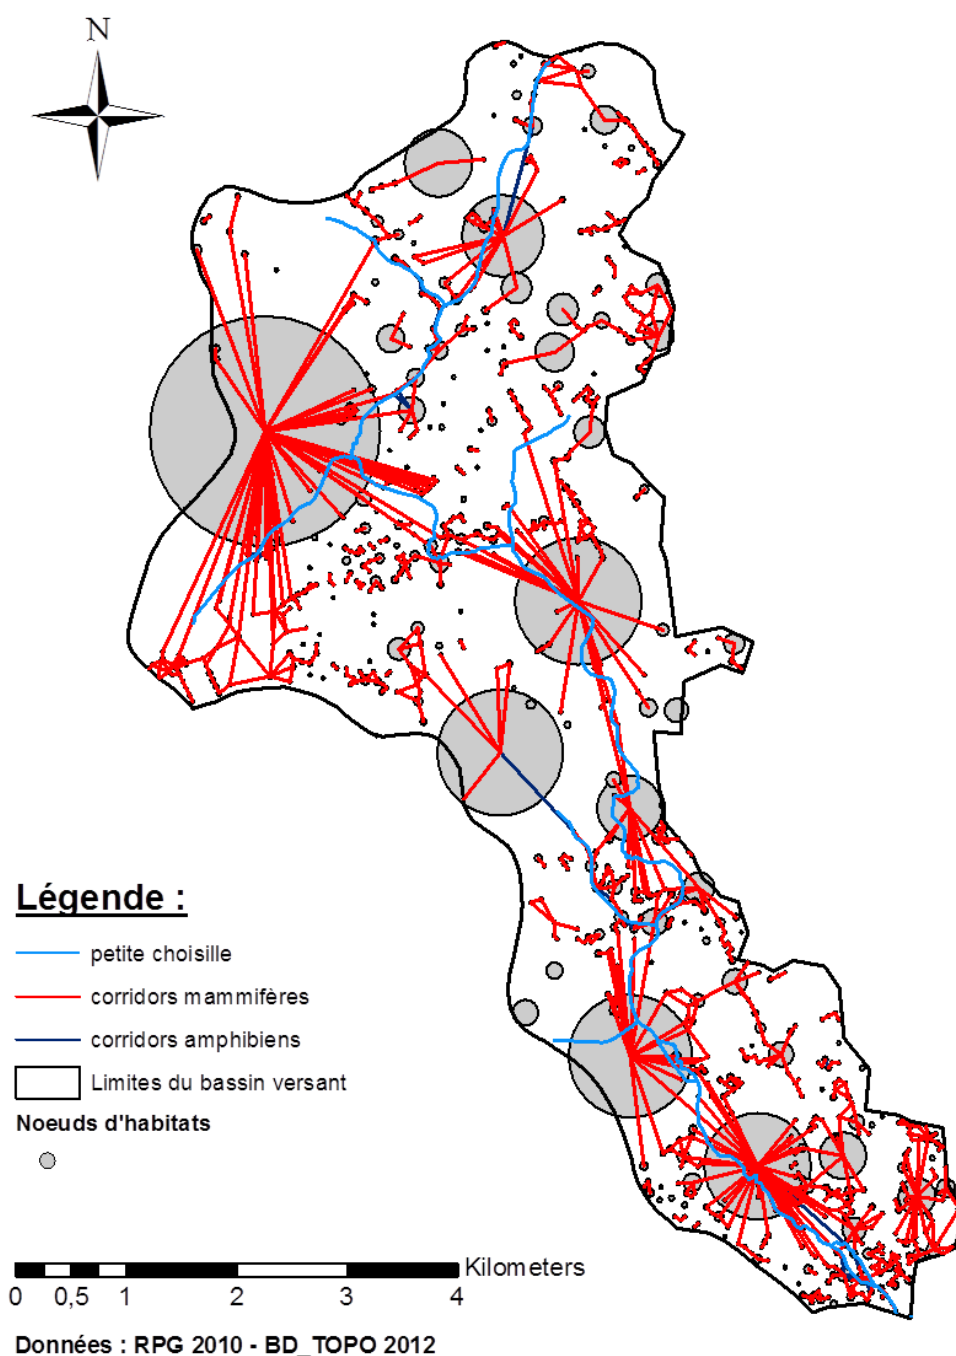 N
Légende :
petite choisille
corridors mammifères
corridors amphibiens
Limites du bassin versant
Noeuds d'habitats
Kilometers
0 0,5 1 2 3 4
Données : RPG 2010 - BD_TOPO 2012